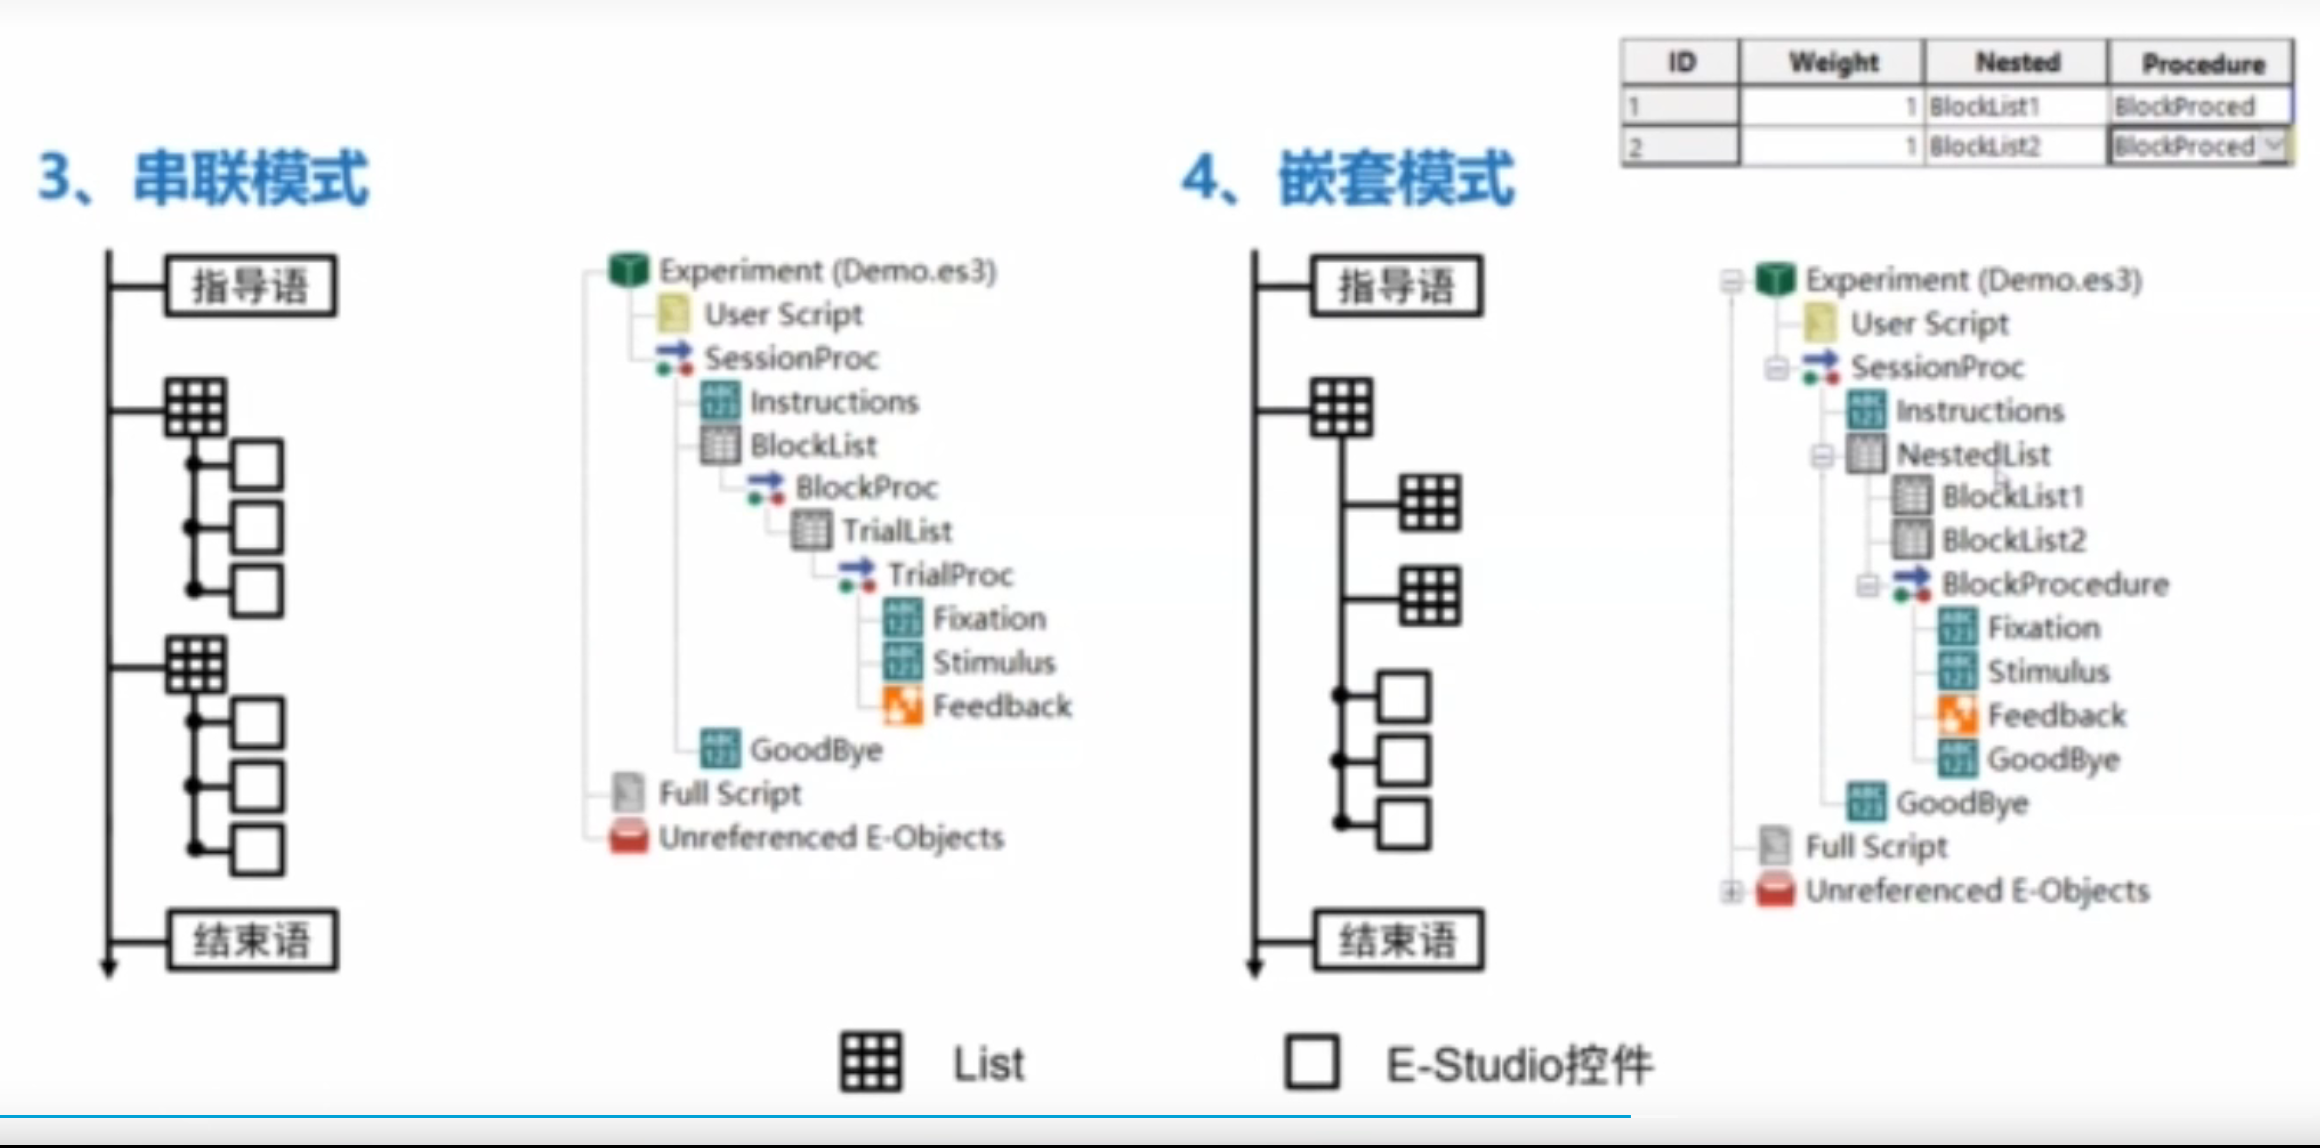 3、串联模式
指导语
结束语
Experiment (Demo.es3)
User Script
SessionProc
Instructions
BlockList
BlockProc
TrialList
TrialProc
Fixation
Stimulus
Feedback
GoodBye
Full Script
Unreferenced E-Objects
4、嵌套模式
ID Weight Nested Procedure
1 1 BlockList1 BlockProced
2 1 BlockList2 BlockProced
指导语
结束语
Experiment (Demo.es3)
User Script
SessionProc
Instructions
NestedList
BlockList1
BlockList2
BlockProcedure
Fixation
Stimulus
Feedback
GoodBye
GoodBye
Full Script
Unreferenced E-Objects
List
E-Studio控件